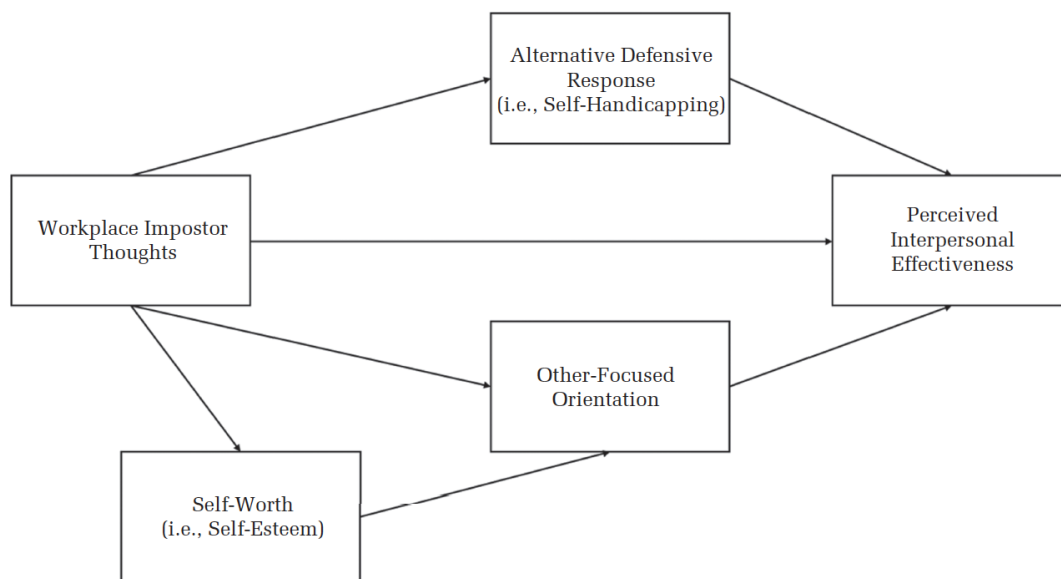 Alternative Defensive
Response
(i.e., Self-Handicapping)
Workplace Impostor
Thoughts
Perceived
Interpersonal
Effectiveness
Other-Focused
Orientation
Self-Worth
(i.e., Self-Esteem)